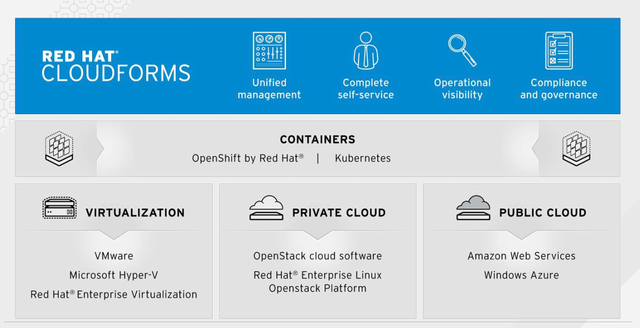 RED HAT®
CLOUDFORMS
Unified
management
Complete
self-service
Operational
visibility
Compliance
and governance
CONTAINERS
OpenShift by Red Hat® | Kubernetes
VIRTUALIZATION
VMware
Microsoft Hyper-V
Red Hat® Enterprise Virtualization
PRIVATE CLOUD
OpenStack cloud software
Red Hat® Enterprise Linux
Openstack Platform
PUBLIC CLOUD
Amazon Web Services
Windows Azure